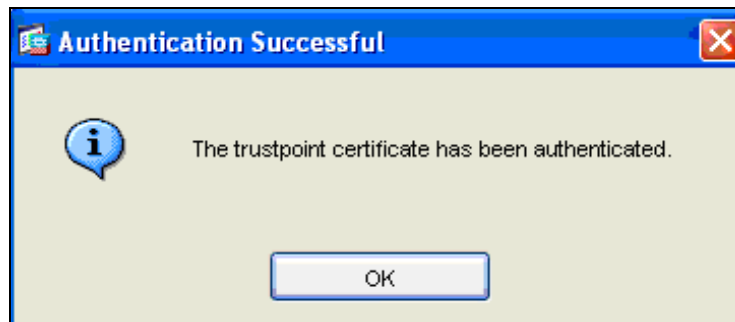 Authentication Successful
The trustpoint certificate has been authenticated.
OK